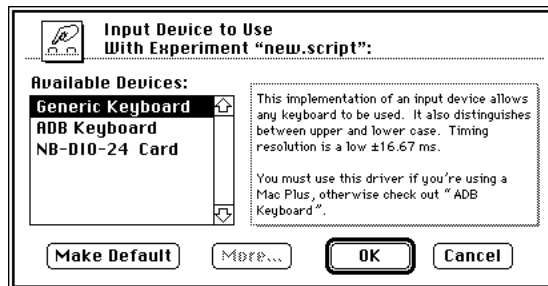 Input Device to Use
With Experiment “new.script”:
Available Devices:
Generic Keyboard
ADB Keyboard
NB-DIO-24 Card
This implementation of an input device allows
any keyboard to be used. It also distinguishes
between upper and lower case. Timing
resolution is a low ±16.67 ms.
You must use this driver if you're using a
Mac Plus, otherwise check out “ADB
Keyboard”.
Make Default
More...
OK
Cancel